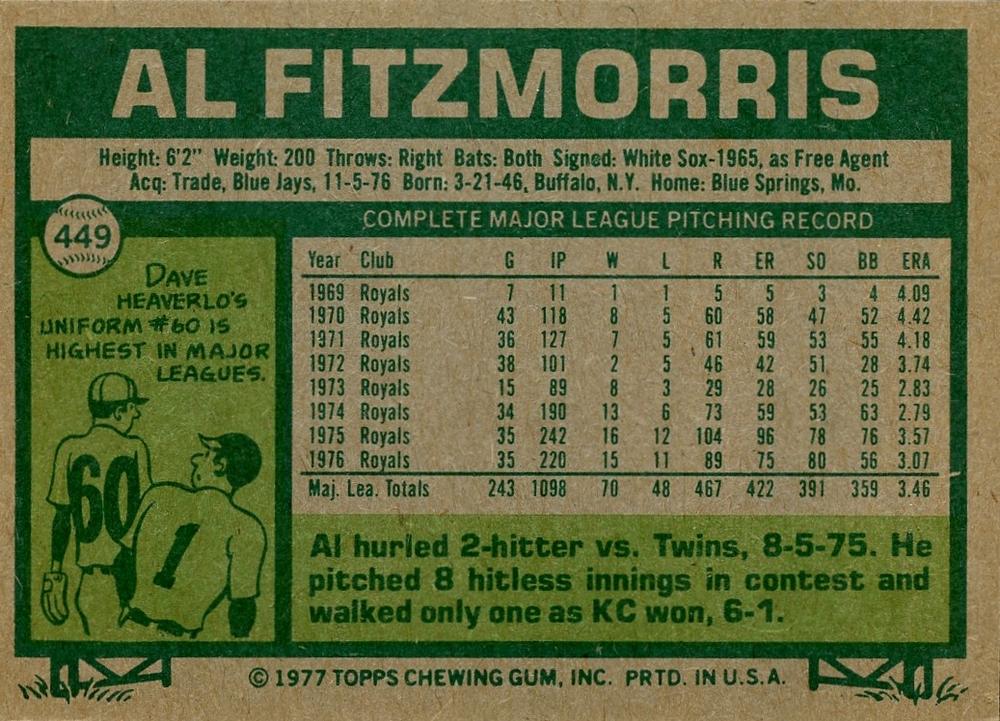 AL FITZMORRIS
Height: 6'2" Weight: 200 Throws: Right Bats: Both Signed: White Sox-1965, as Free Agent
Acq: Trade, Blue Jays, 11-5-76 Born: 3-21-46, Buffalo, N.Y. Home: Blue Springs, Mo.
449
DAVE
HEAVERLO'S
UNIFORM #60 IS
HIGHEST IN MAJOR
LEAGUES.
60
1
COMPLETE MAJOR LEAGUE PITCHING RECORD
Year Club G IP W L R ER SO BB ERA
1969 Royals 7 11 1 1 5 5 3 4 4.09
1970 Royals 43 118 8 5 60 58 47 52 4.42
1971 Royals 36 127 7 5 61 59 53 55 4.18
1972 Royals 38 101 2 5 46 42 51 28 3.74
1973 Royals 15 89 8 3 29 28 26 25 2.83
1974 Royals 34 190 13 6 73 59 53 63 2.79
1975 Royals 35 242 16 12 104 96 78 76 3.57
1976 Royals 35 220 15 11 89 75 80 56 3.07
Maj. Lea. Totals 243 1098 70 48 467 422 391 359 3.46
Al hurled 2-hitter vs. Twins, 8-5-75. He
pitched 8 hitless innings in contest and
walked only one as KC won, 6-1.
© 1977 TOPPS CHEWING GUM, INC. PRTD. IN U.S.A.